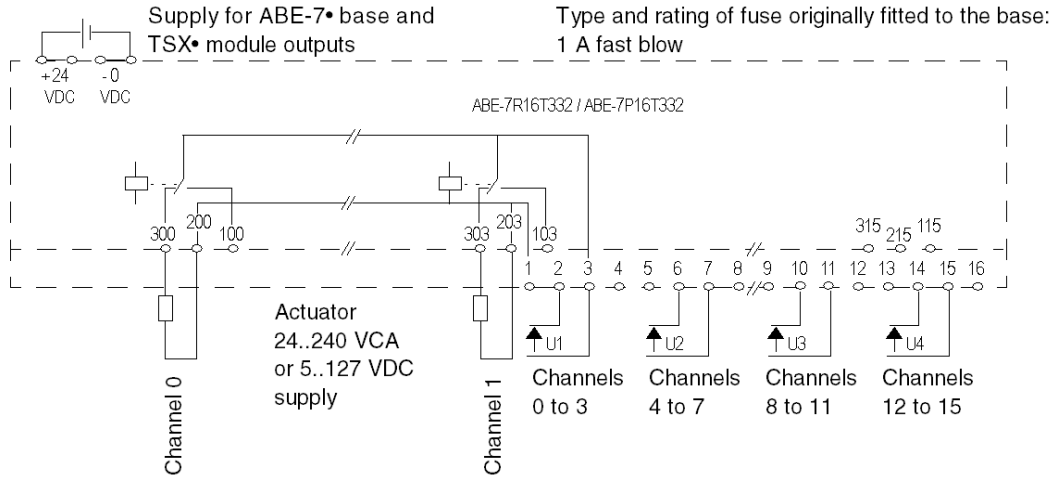 Supply for ABE-7• base and
TSX• module outputs
Type and rating of fuse originally fitted to the base:
1 A fast blow
+24
VDC
-0
VDC
ABE-7R16T332 / ABE-7P16T332
300
200
100
303
203
103
315
215
115
1
2
3
4
5
6
7
8
9
10
11
12
13
14
15
16
U1
U2
U3
U4
Actuator
24..240 VCA
or 5..127 VDC
supply
Channel 0
Channel 1
Channels
0 to 3
Channels
4 to 7
Channels
8 to 11
Channels
12 to 15